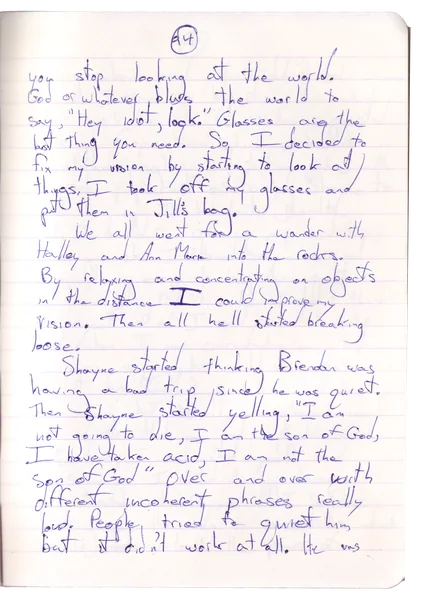 94
you stop looking at the world.
God or whatever blurs the world to
say, "Hey idiot, look." Glasses are the
last thing you need. So I decided to
fix my vision by starting to look at
things. I took off my glasses and
put them in Jill's bag.
We all went for a wander with
Halley and Ann Marie into the rocks.
By relaxing and concentrating on objects
in the distance I could improve my
vision. Then all hell started breaking
loose.
Shayne started thinking Brendan was
having a bad trip, since he was quiet.
Then Shayne started yelling, "I am
not going to die, I am the son of God,
I have taken acid, I am not the
son of God" over and over with
different incoherent phrases really
loud. People tried to quiet him
but it didn't work at all. He was